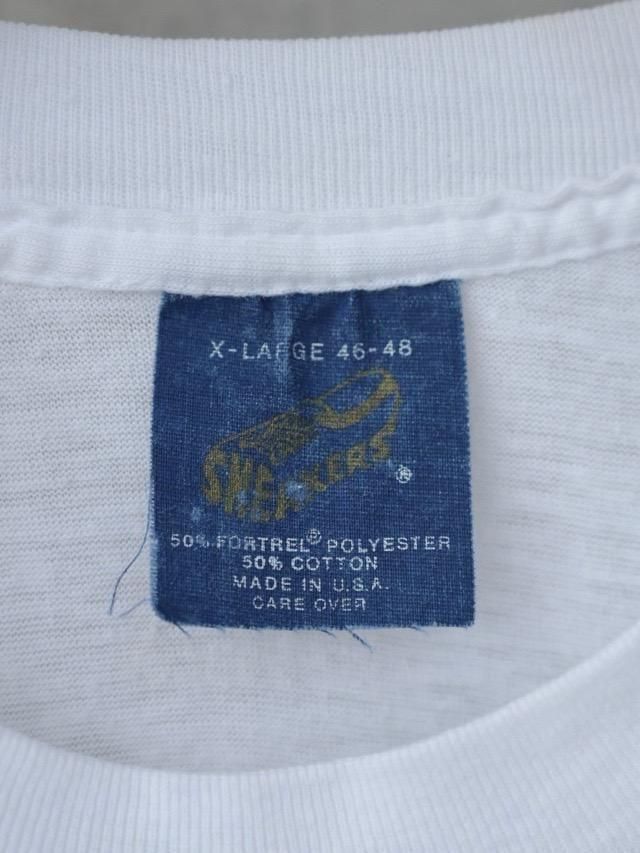 X-LARGE 46-48
SNEAKERS®
50% FORTREL® POLYESTER
50% COTTON
MADE IN U.S.A.
CARE OVER